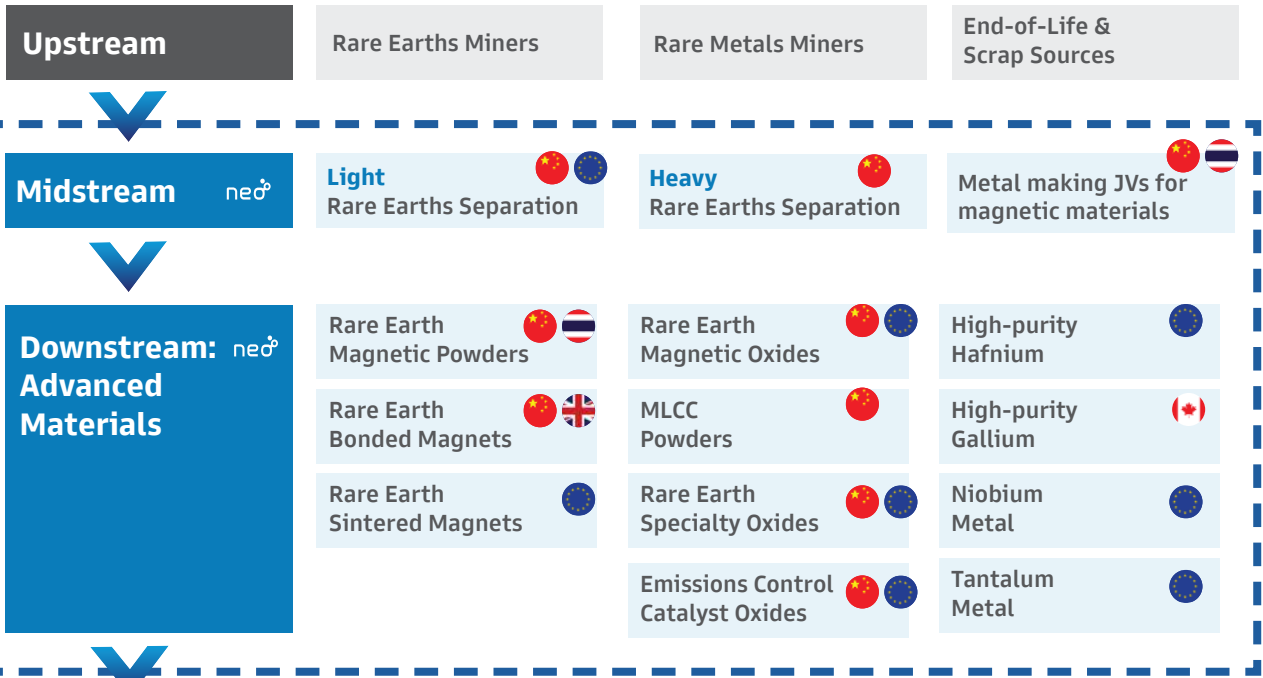 Upstream
Rare Earths Miners
Rare Metals Miners
End-of-Life &
Scrap Sources
Midstream
neo
Light
Rare Earths Separation
Heavy
Rare Earths Separation
Metal making JVs for
magnetic materials
Downstream:
neo
Advanced
Materials
Rare Earth
Magnetic Powders
Rare Earth
Magnetic Oxides
High-purity
Hafnium
Rare Earth
Bonded Magnets
MLCC
Powders
High-purity
Gallium
Rare Earth
Sintered Magnets
Rare Earth
Specialty Oxides
Niobium
Metal
Emissions Control
Catalyst Oxides
Tantalum
Metal